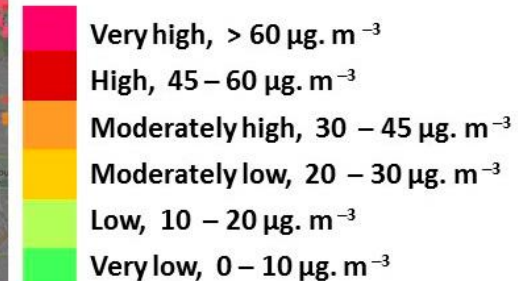 Very high, > 60 µg. m⁻³
High, 45 – 60 µg. m⁻³
Moderately high, 30 – 45 µg. m⁻³
Moderately low, 20 – 30 µg. m⁻³
Low, 10 – 20 µg. m⁻³
Very low, 0 – 10 µg. m⁻³